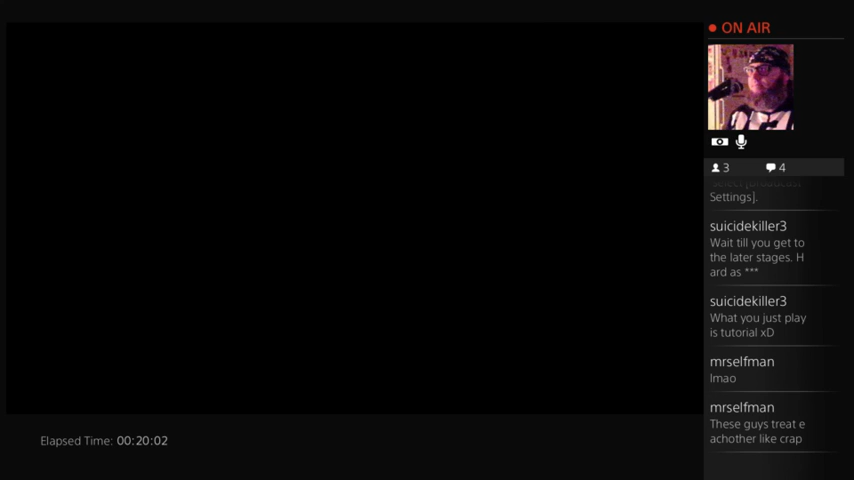 ON AIR
3 4
Select [Broadcast
Settings].
suicidekiller3
Wait till you get to
the later stages. H
ard as ***
suicidekiller3
What you just play
is tutorial xD
mrselfman
lmao
mrselfman
These guys treat e
achother like crap
Elapsed Time: 00:20:02